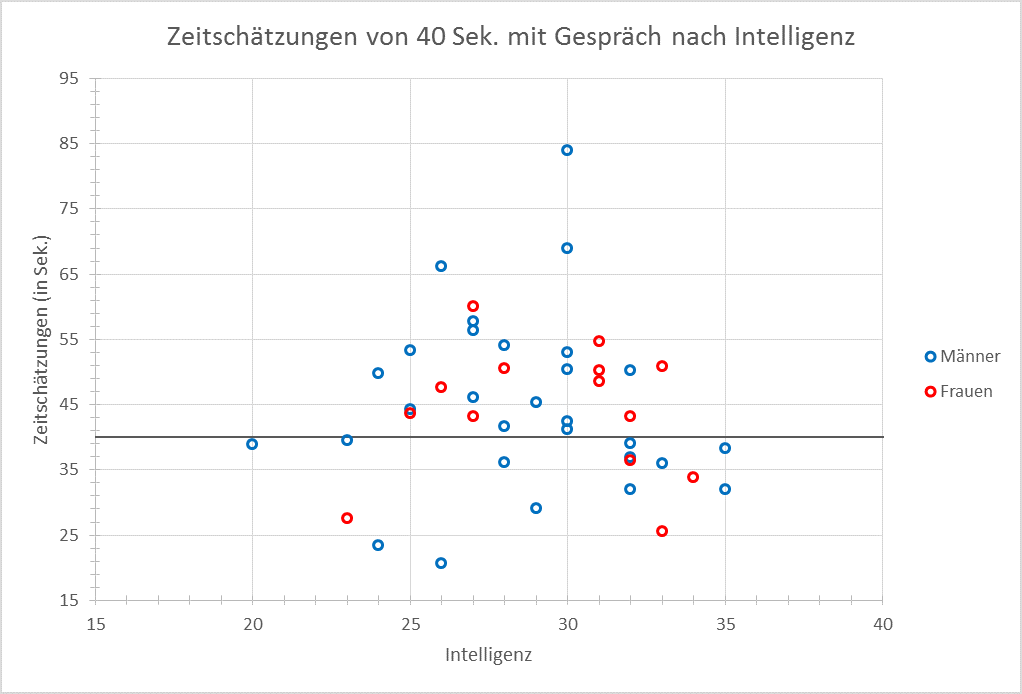 Zeitschätzungen von 40 Sek. mit Gespräch nach Intelligenz
Zeitschätzungen (in Sek.)
95
85
75
65
55
45
35
25
15
15 20 25 30 35 40
Intelligenz
Männer
Frauen